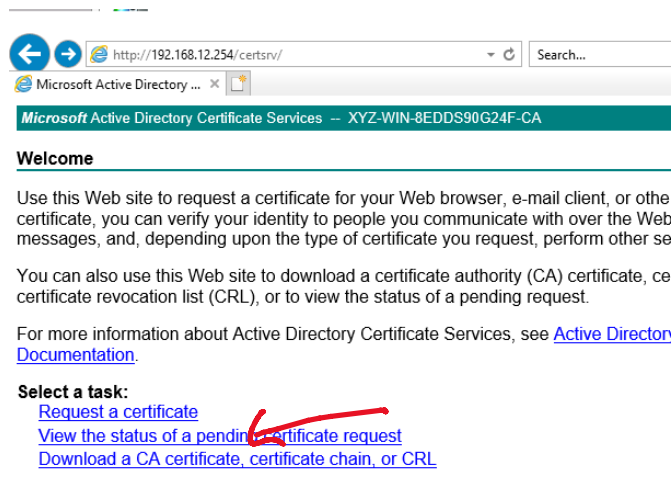 http://192.168.12.254/certsrv/
Search...
Microsoft Active Directory ...
Microsoft Active Directory Certificate Services -- XYZ-WIN-8EDDS90G24F-CA
Welcome
Use this Web site to request a certificate for your Web browser, e-mail client, or othe
certificate, you can verify your identity to people you communicate with over the Web
messages, and, depending upon the type of certificate you request, perform other se
You can also use this Web site to download a certificate authority (CA) certificate, ce
certificate revocation list (CRL), or to view the status of a pending request.
For more information about Active Directory Certificate Services, see Active Directory
Documentation.
Select a task:
Request a certificate
View the status of a pending certificate request
Download a CA certificate, certificate chain, or CRL